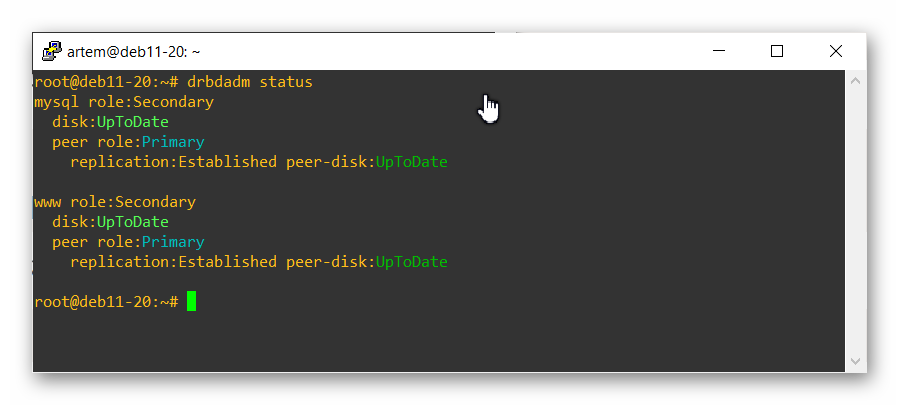 artem@deb11-20: ~
root@deb11-20:~# drbdadm status
mysql role:Secondary
  disk:UpToDate
  peer role:Primary
    replication:Established peer-disk:UpToDate

www role:Secondary
  disk:UpToDate
  peer role:Primary
    replication:Established peer-disk:UpToDate

root@deb11-20:~#